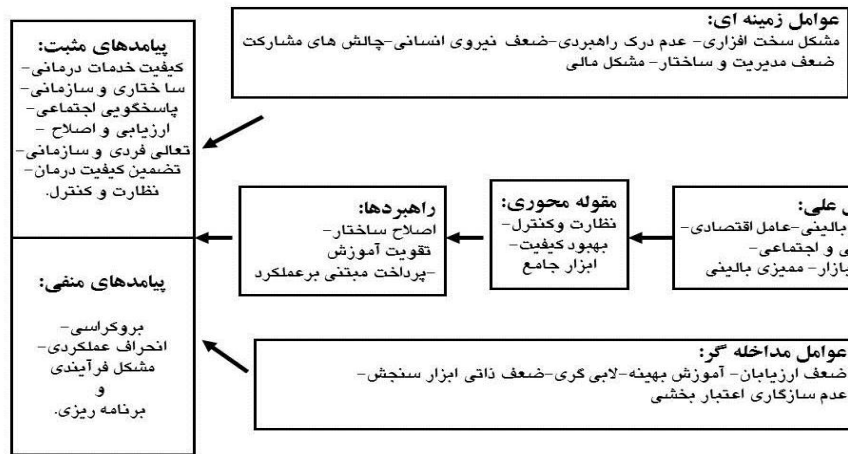 عوامل زمینه ای:
مشکل سخت افزاری- عدم درک راهبردی-ضعف نیروی انسانی-چالش های مشارکت
ضعف مدیریت و ساختار- مشکل مالی
علی:
بالینی-عامل اقتصادی-
و اجتماعی-
بازار- ممیزی بالینی
مقوله محوری:
نظارت وکنترل-
بهبود کیفیت-
ابزار جامع
راهبردها:
اصلاح ساختار-
تقویت آموزش
-پرداخت مبتنی برعملکرد
عوامل مداخله گر:
ضعف ارزیابان- آموزش بهینه-لابی گری-ضعف ذاتی ابزار سنجش-
عدم سازگاری اعتبار بخشی
پیامدهای مثبت:
کیفیت خدمات درمانی-
سا ختاری و سازمانی-
پاسخگویی اجتماعی-
ارزیابی و اصلاح -
تعالی فردی و سازمانی-
تضمین کیفیت درمان-
نظارت و کنترل.
پیامدهای منفی:
بروکراسی-
انحراف عملکردی-
مشکل فرآیندی
و
برنامه ریزی.